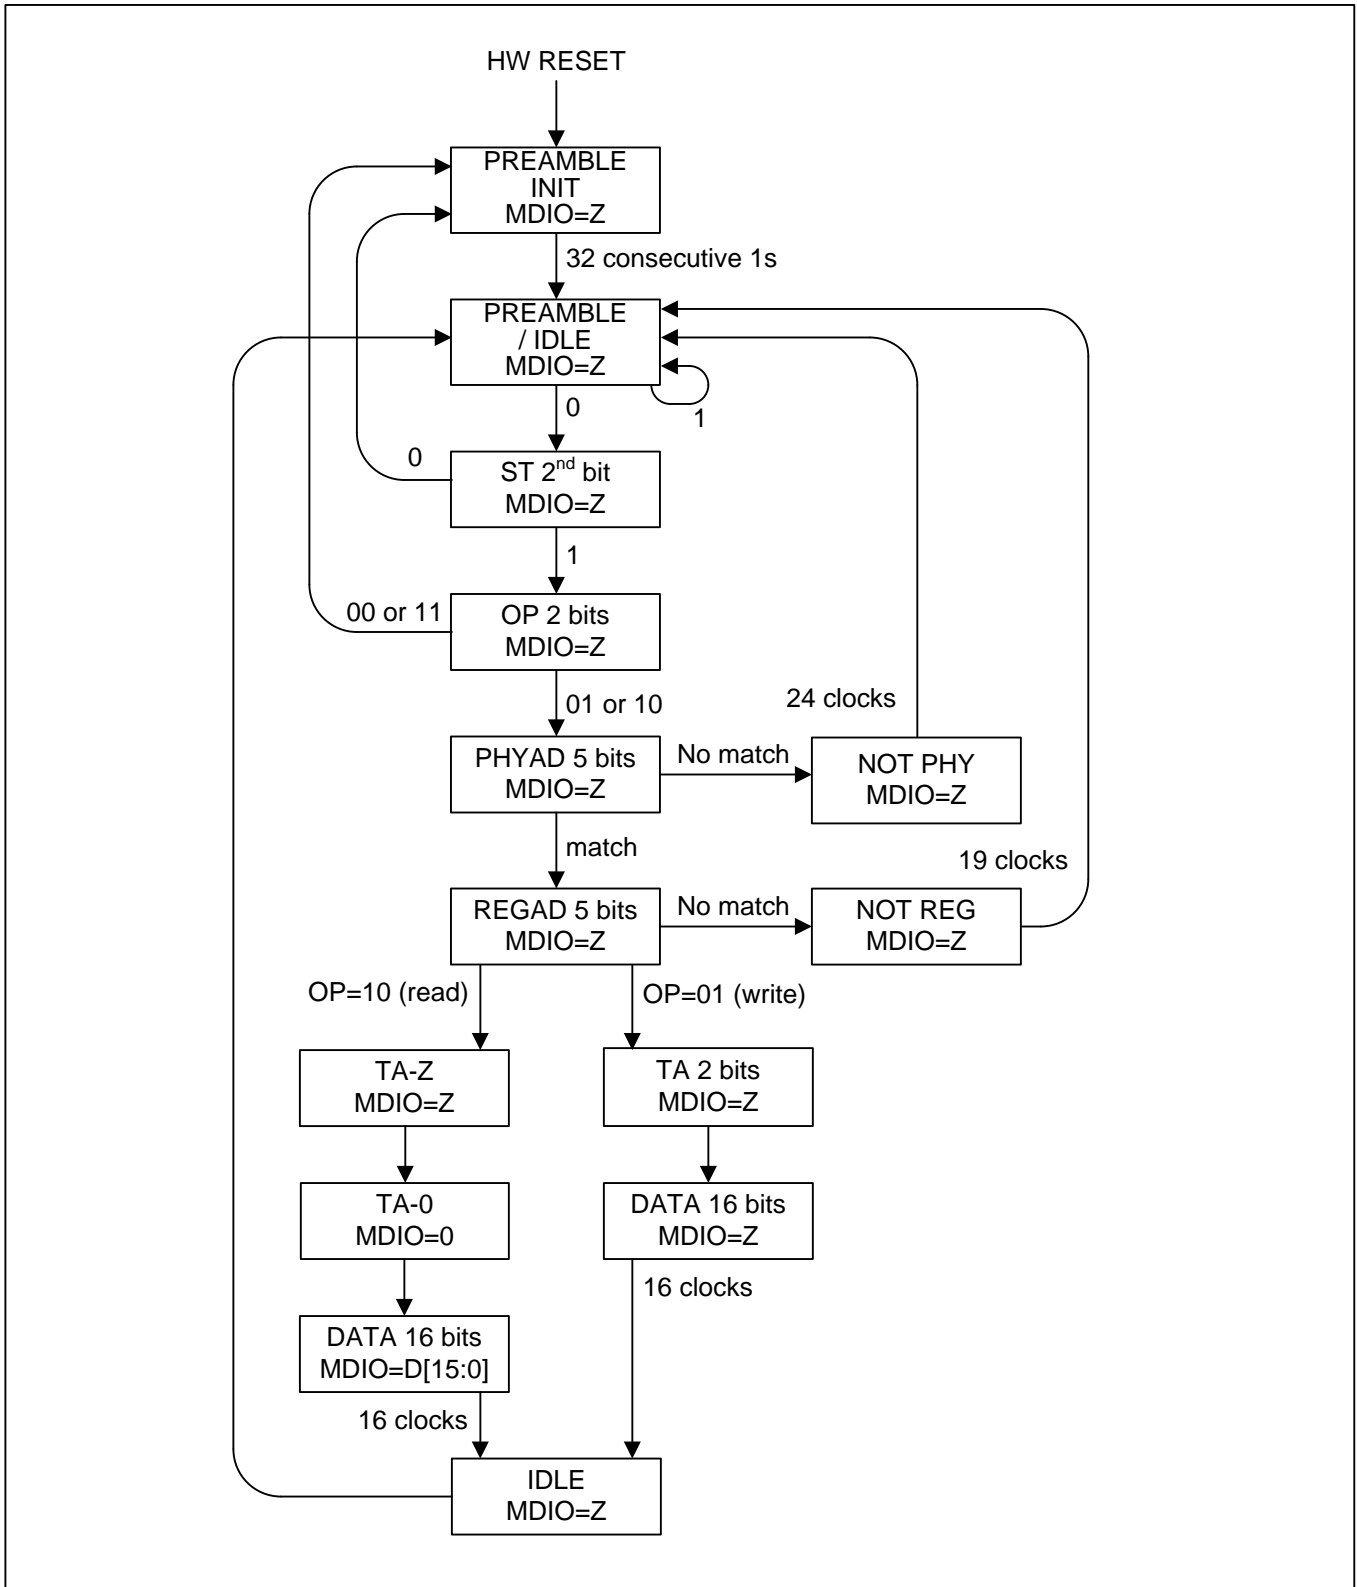 HW RESET
PREAMBLE
INIT
MDIO=Z
32 consecutive 1s
PREAMBLE
/ IDLE
MDIO=Z
1
0
0
ST 2nd bit
MDIO=Z
1
00 or 11
OP 2 bits
MDIO=Z
01 or 10
24 clocks
PHYAD 5 bits
MDIO=Z
No match
NOT PHY
MDIO=Z
match
19 clocks
REGAD 5 bits
MDIO=Z
No match
NOT REG
MDIO=Z
OP=10 (read)
OP=01 (write)
TA-Z
MDIO=Z
TA 2 bits
MDIO=Z
TA-0
MDIO=0
DATA 16 bits
MDIO=Z
16 clocks
DATA 16 bits
MDIO=D[15:0]
16 clocks
IDLE
MDIO=Z